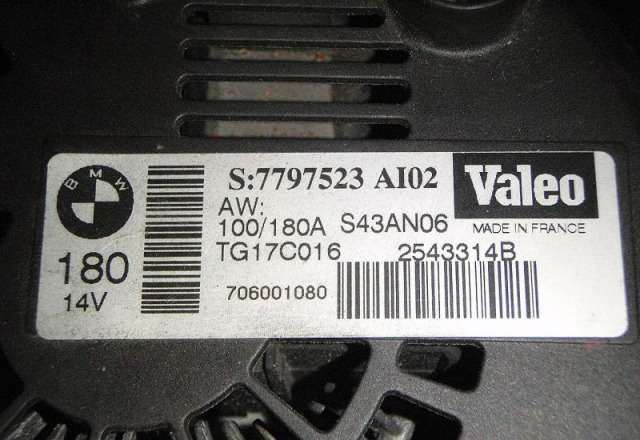 BMW
S:7797523 AI02
Valeo
AW:
100/180A S43AN06
MADE IN FRANCE
180
TG17C016
2543314B
14V
706001080